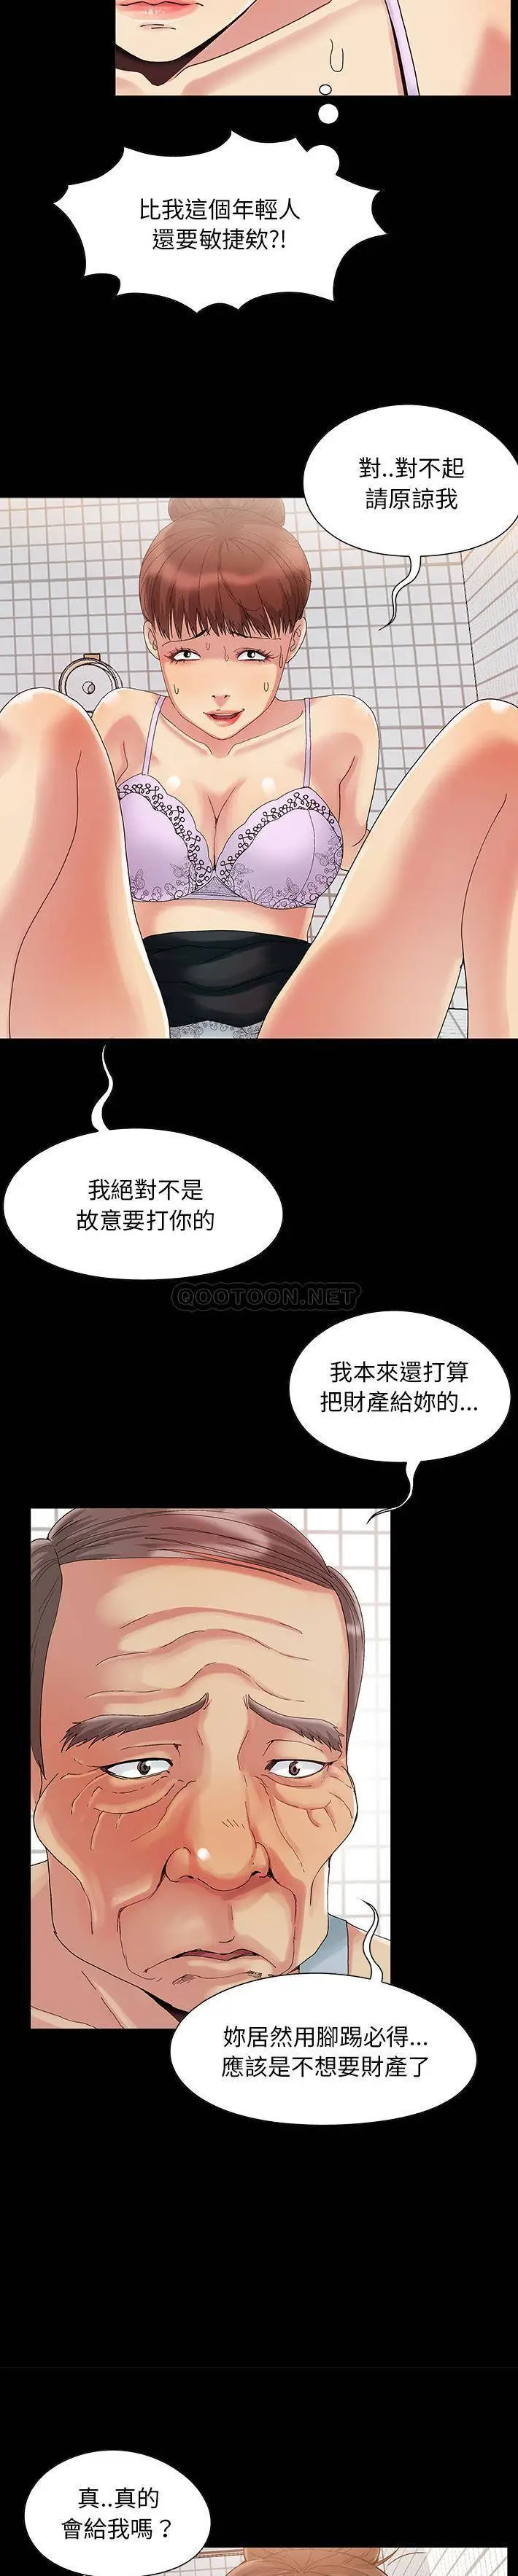 比我這個年輕人
還要敏捷欸?!
對..對不起
請原諒我
我絕對不是
故意要打你的
QOOTOON.NET
我本來還打算
把財產給妳的...
妳居然用腳踢必得...
應該是不想要財產了
真..真的
會給我嗎？